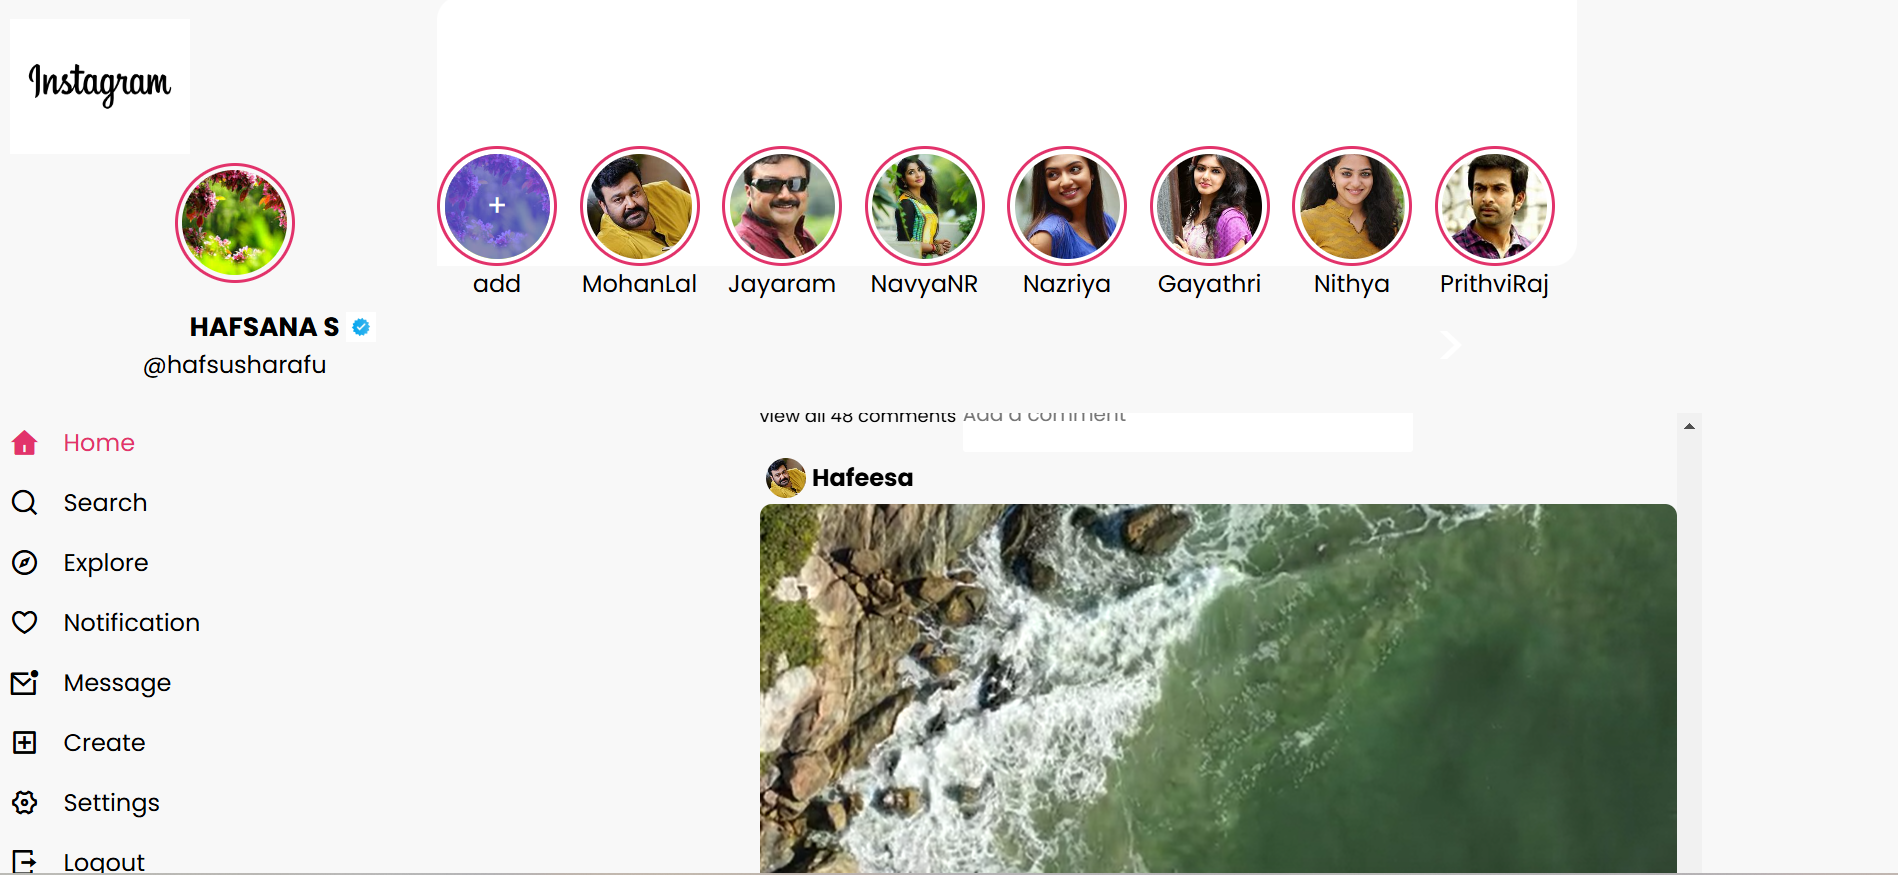 Instagram
HAFSANA S
@hafsusharafu
Home
Search
Explore
Notification
Message
Create
Settings
Logout
+
add
MohanLal
Jayaram
NavyaNR
Nazriya
Gayathri
Nithya
PrithviRaj
view all 48 comments Add a comment
Hafeesa